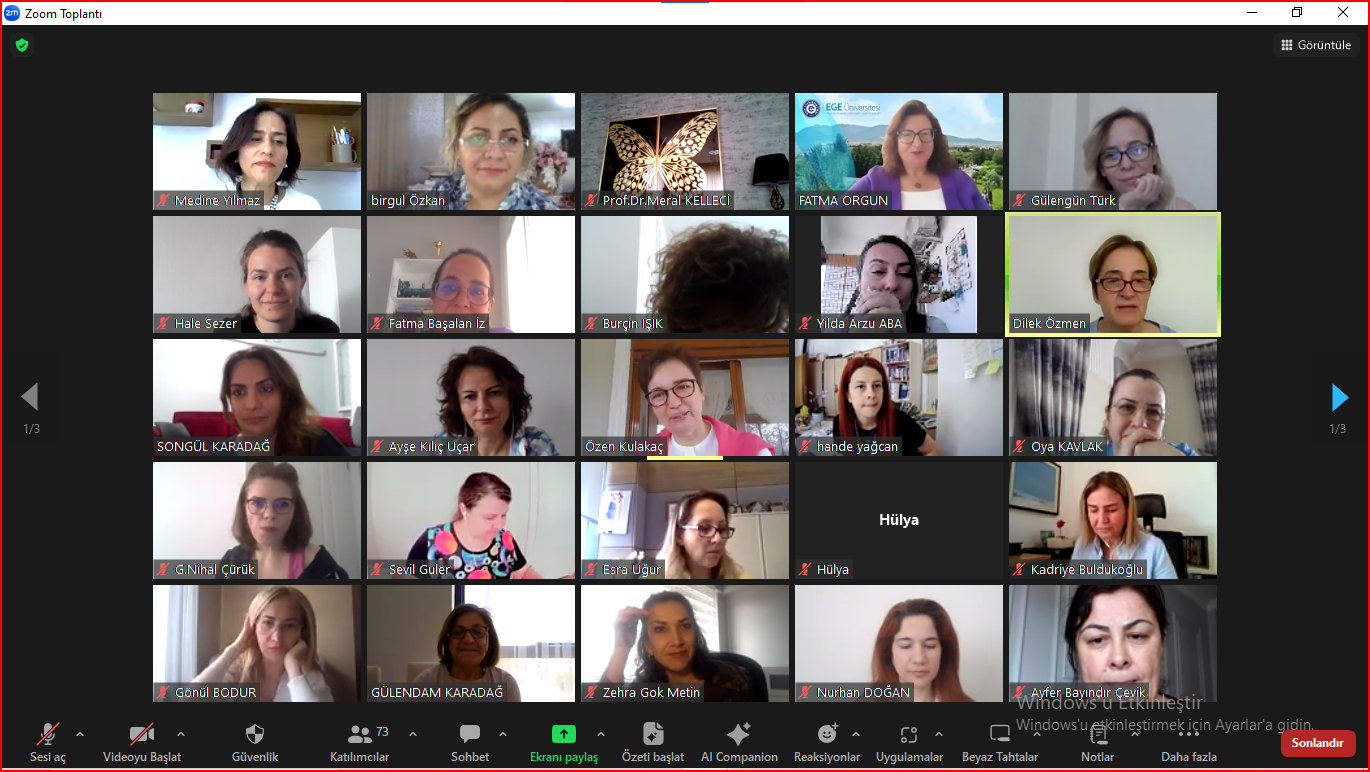 zm Zoom Toplantı
Görüntüle
EGE Üniversitesi
Medine Yılmaz
birgul Özkan
Prof.Dr.Meral KELLECİ
FATMA ORGUN
Gülengün Türk
Hale Sezer
Fatma Başalan İz
Burçin IŞIK
Yılda Arzu ABA
Dilek Özmen
SONGÜL KARADAĞ
Ayşe Kılıç Uçar
Özen Kulakaç
hande yağcan
Oya KAVLAK
1/3
1/3
G.Nihal Çürük
Sevil Guler
Esra Uğur
Hülya
Hülya
Kadriye Buldukoğlu
Gönül BODUR
GÜLENDAM KARADAĞ
Zehra Gok Metin
Nurhan DOĞAN
Ayfer Bayındır Çevik
Windows'u Etkinleştir
Windows'u etkinleştirmek için Ayarlar'a gidin.
73
Sesi aç
Videoyu Başlat
Güvenlik
Katılımcılar
Sohbet
Ekranı paylaş
Özeti başlat
AI Companion
Reaksiyonlar
Uygulamalar
Beyaz Tahtalar
Notlar
Daha fazla
Sonlandır